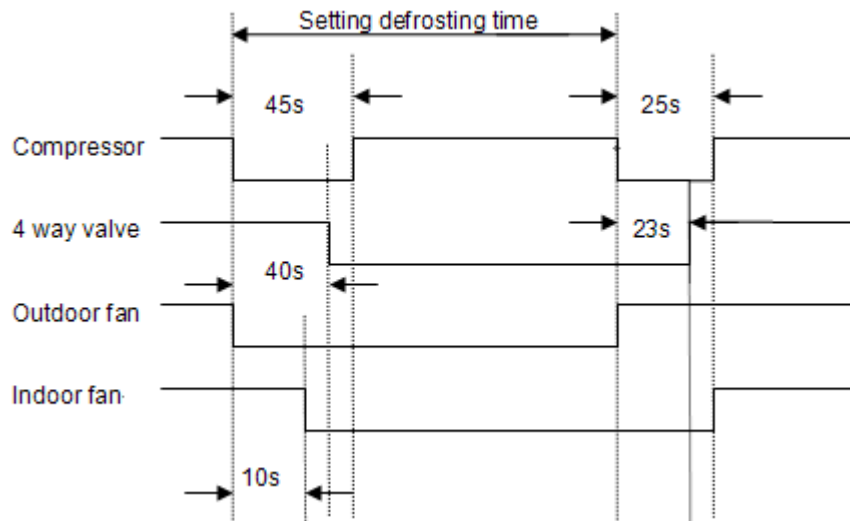 Setting defrosting time
45s
25s
Compressor
4 way valve
23s
40s
Outdoor fan
Indoor fan
10s